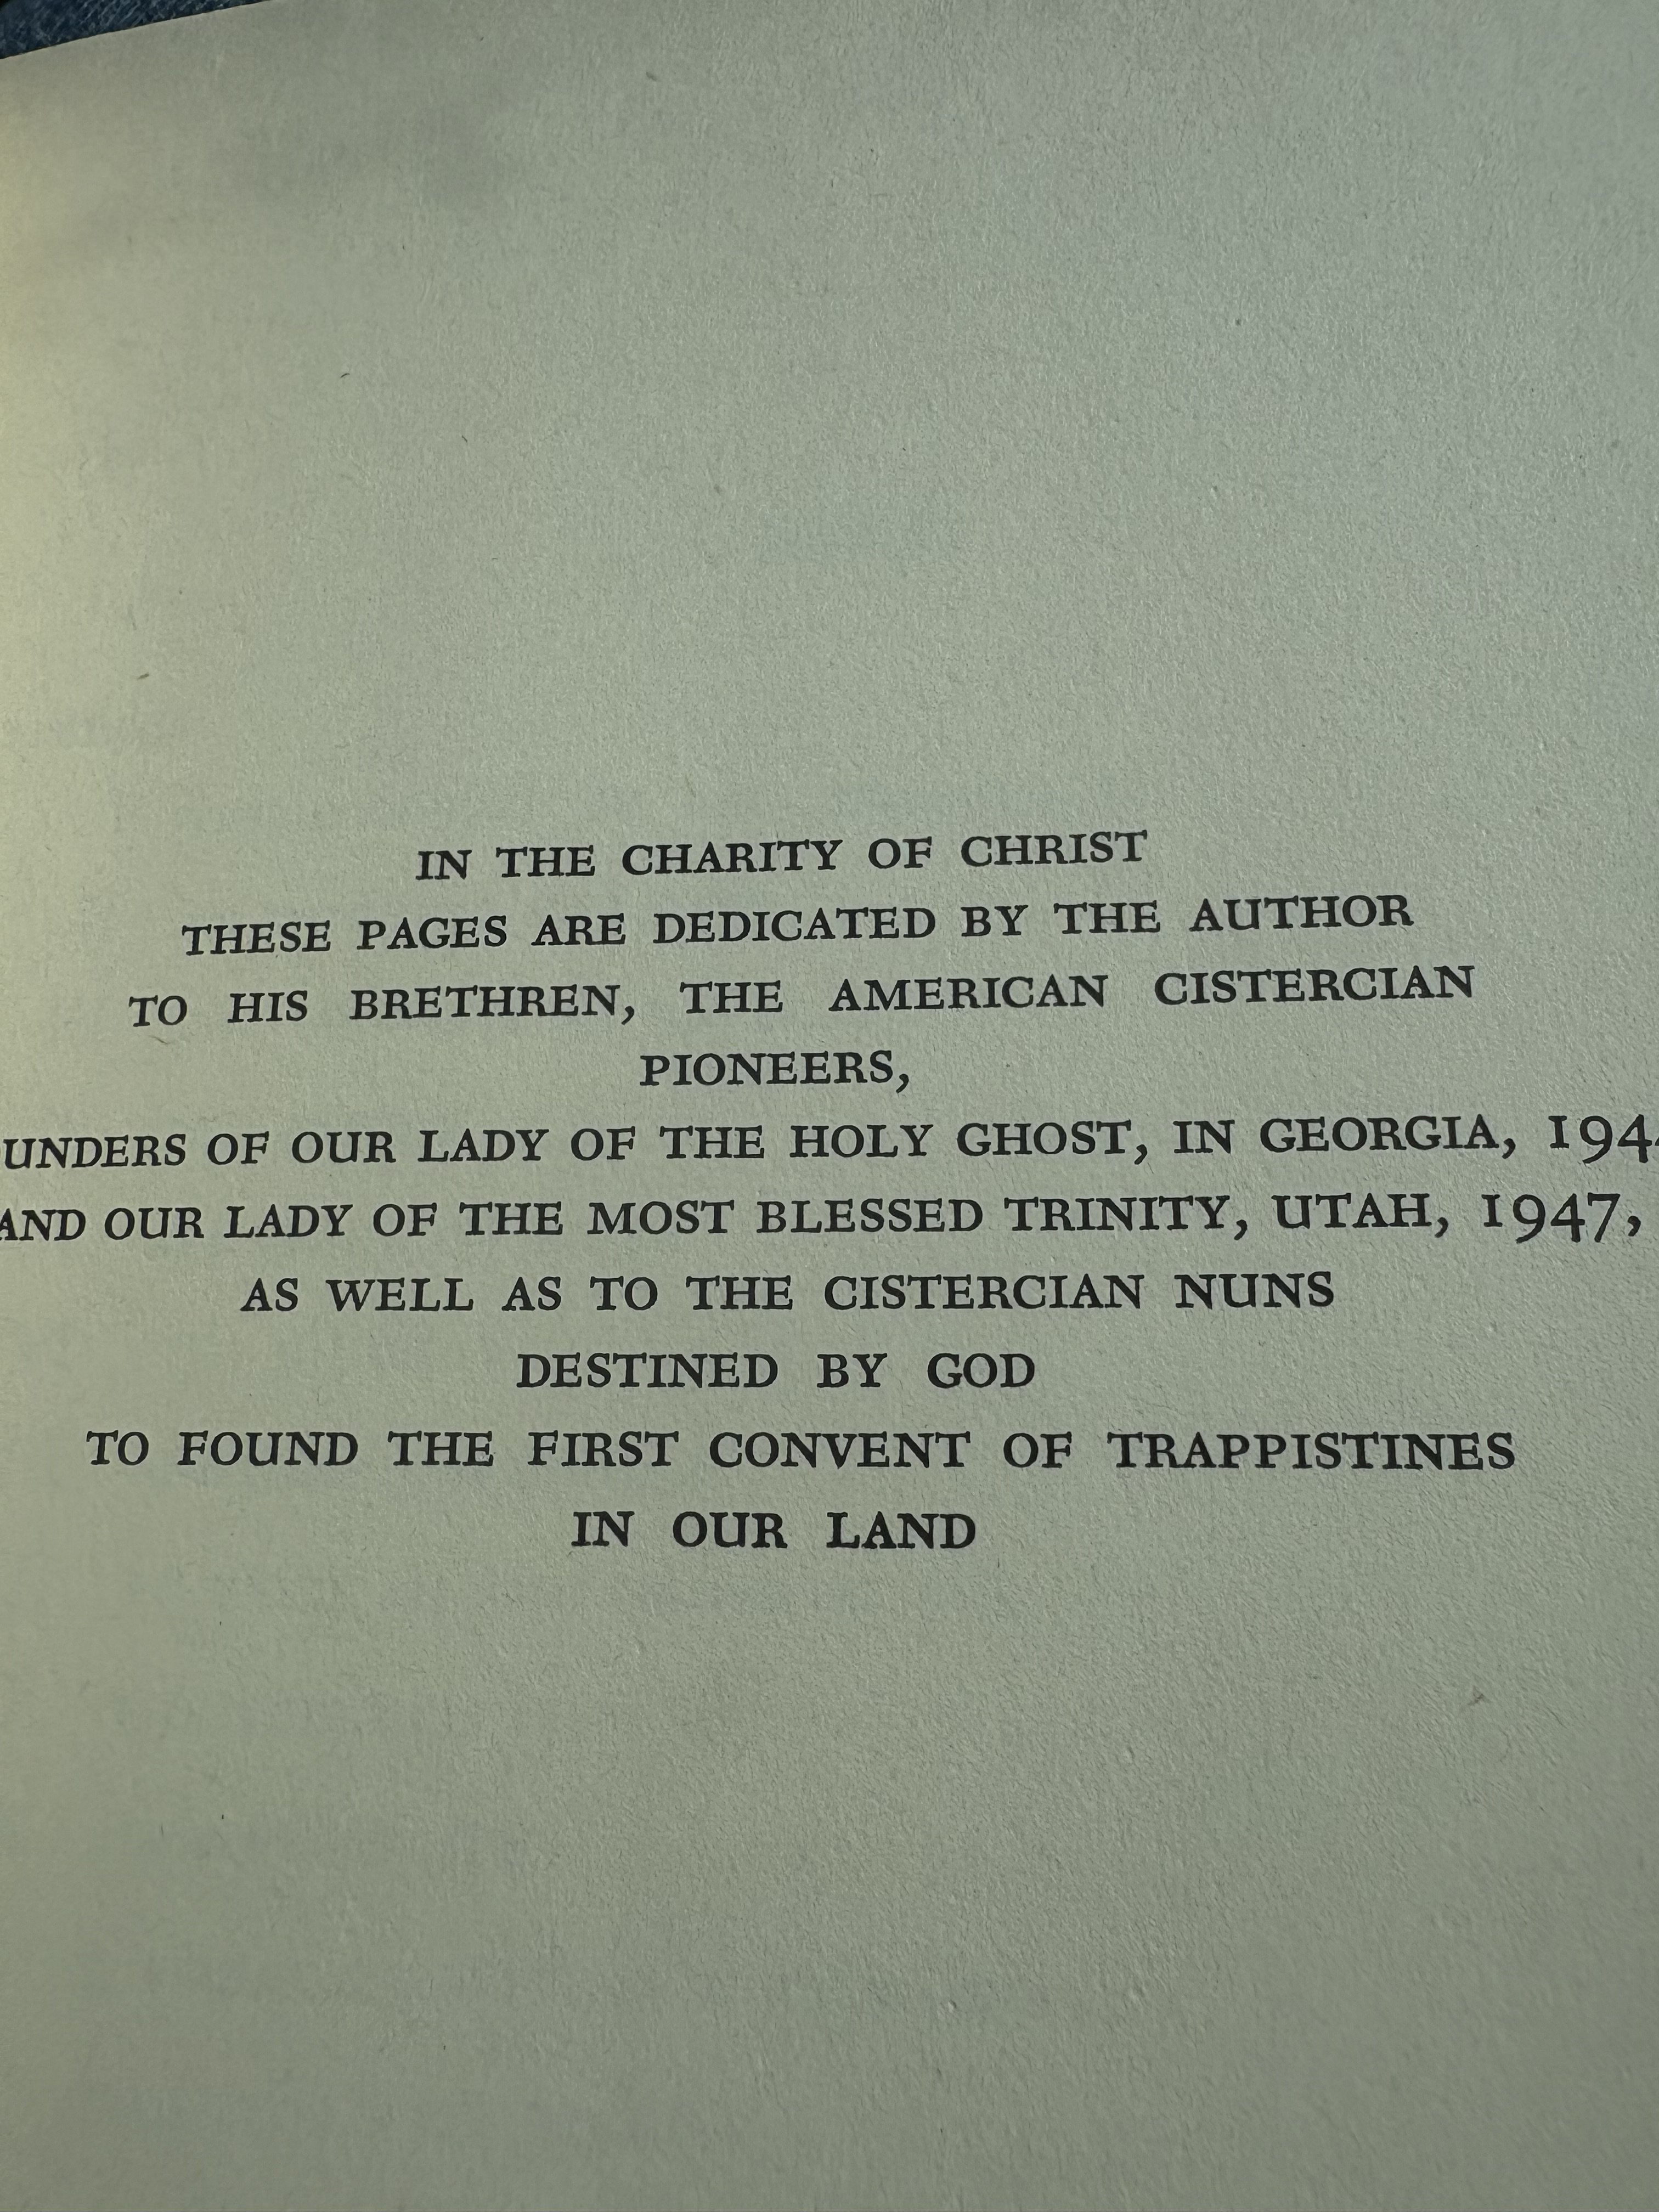 IN THE CHARITY OF CHRIST
THESE PAGES ARE DEDICATED BY THE AUTHOR
TO HIS BRETHREN, THE AMERICAN CISTERCIAN
PIONEERS,
OF OUR LADY OF THE HOLY GHOST, IN GEORGIA,
AND OUR LADY OF THE MOST BLESSED TRINITY, UTAH, 1947,
AS WELL AS TO THE CISTERCIAN NUNS
DESTINED BY GOD
TO FOUND THE FIRST CONVENT OF TRAPPISTINES
IN OUR LAND